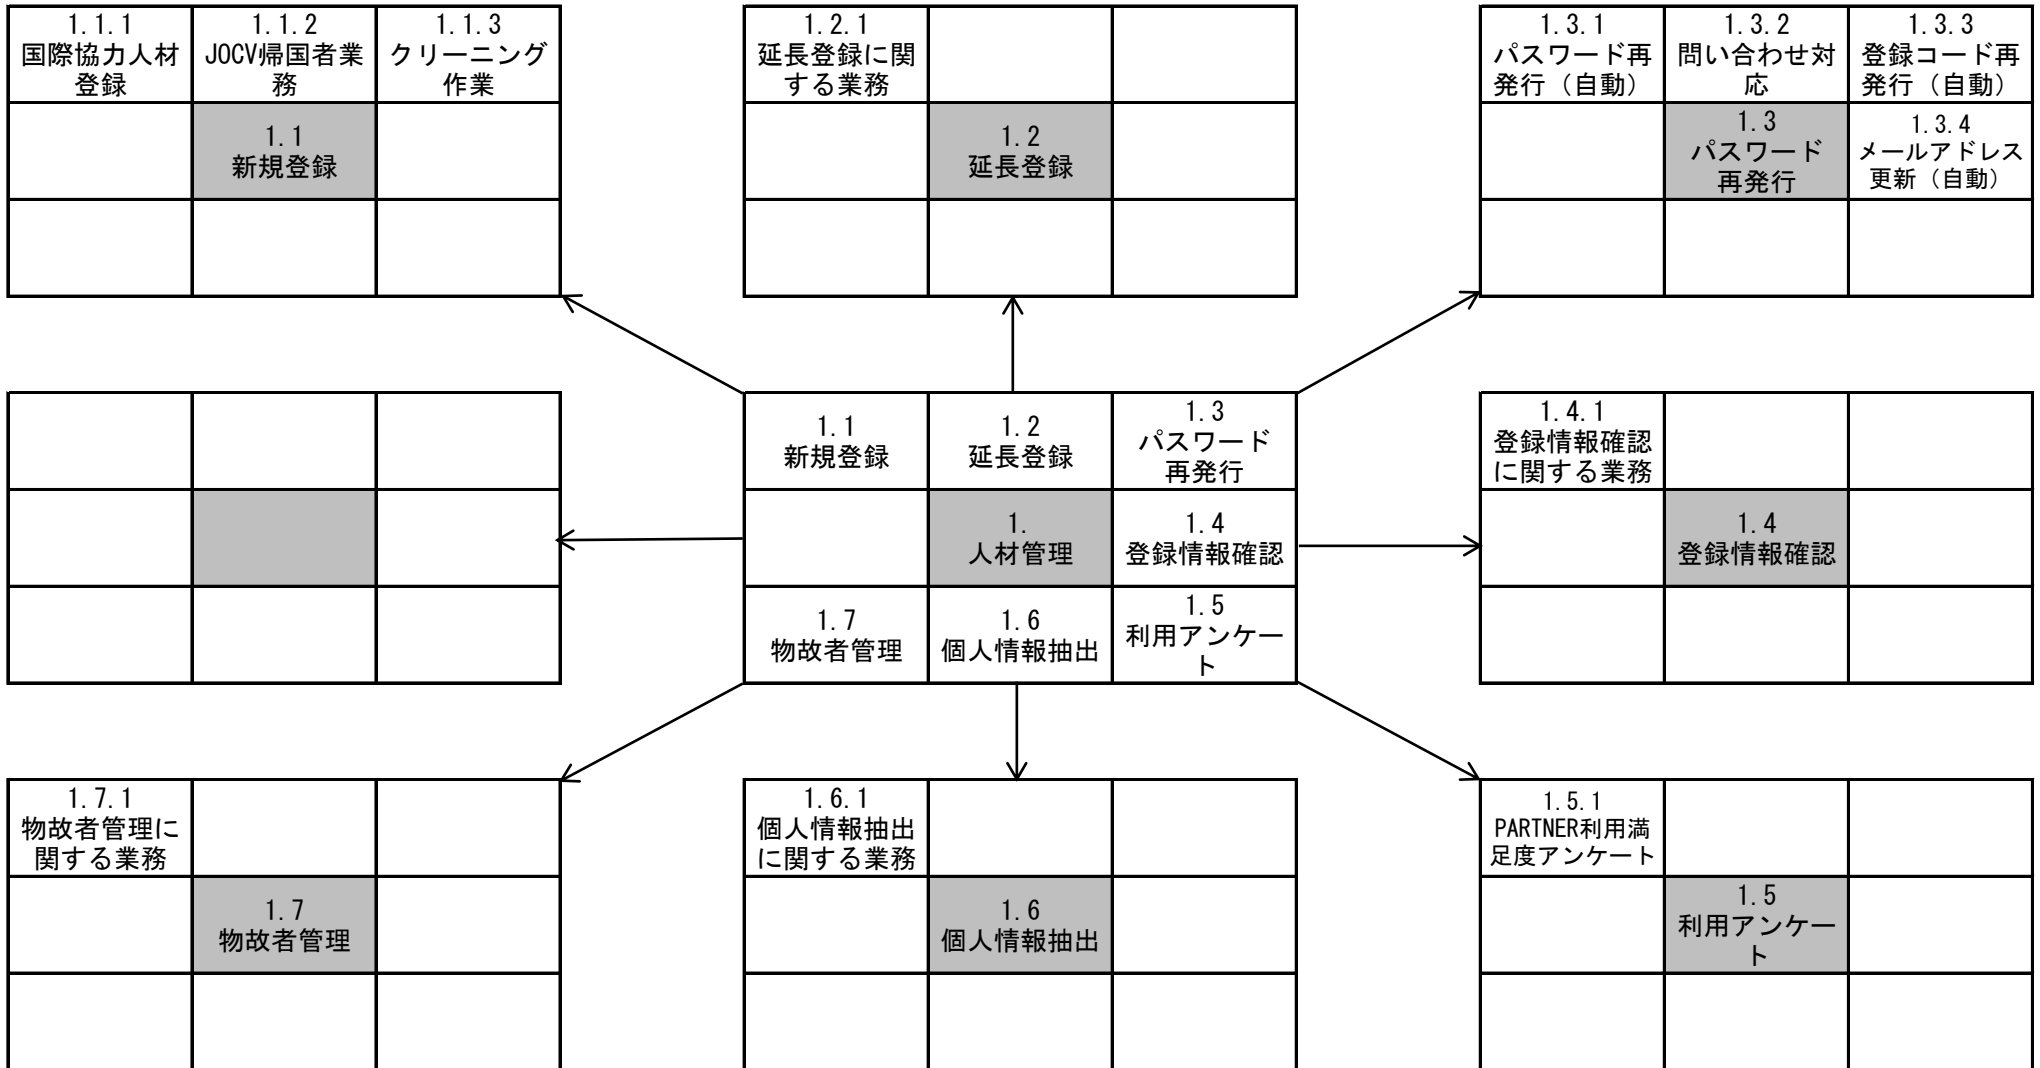 1.1.1
国際協力人材
登録
1.1.2
JOCV帰国者業
務
1.1.3
クリーニング
作業
1.1
新規登録
1.2.1
延長登録に関
する業務
1.2
延長登録
1.3.1
パスワード再
発行（自動）
1.3.2
問い合わせ対
応
1.3.3
登録コード再
発行（自動）
1.3
パスワード
再発行
1.3.4
メールアドレス
更新（自動）
1.1
新規登録
1.2
延長登録
1.3
パスワード
再発行
1.
人材管理
1.4
登録情報確認
1.7
物故者管理
1.6
個人情報抽出
1.5
利用アンケー
ト
1.4.1
登録情報確認
に関する業務
1.4
登録情報確認
1.7.1
物故者管理に
関する業務
1.7
物故者管理
1.6.1
個人情報抽出
に関する業務
1.6
個人情報抽出
1.5.1
PARTNER利用満
足度アンケート
1.5
利用アンケー
ト